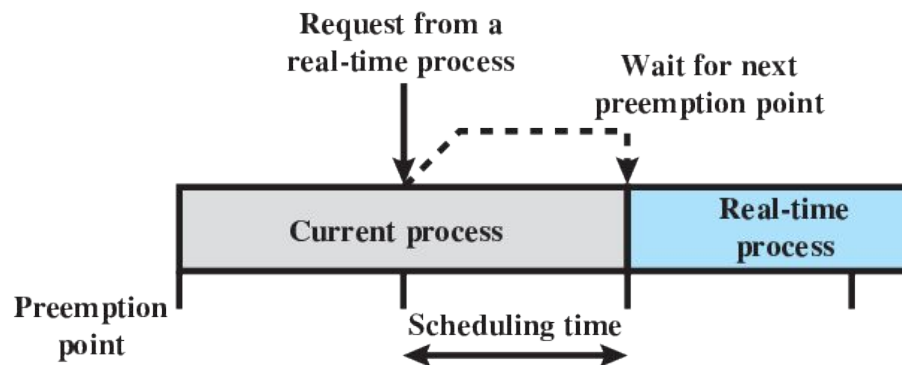 Request from a
real-time process
Wait for next
preemption point
Current process
Real-time
process
Preemption
point
Scheduling time